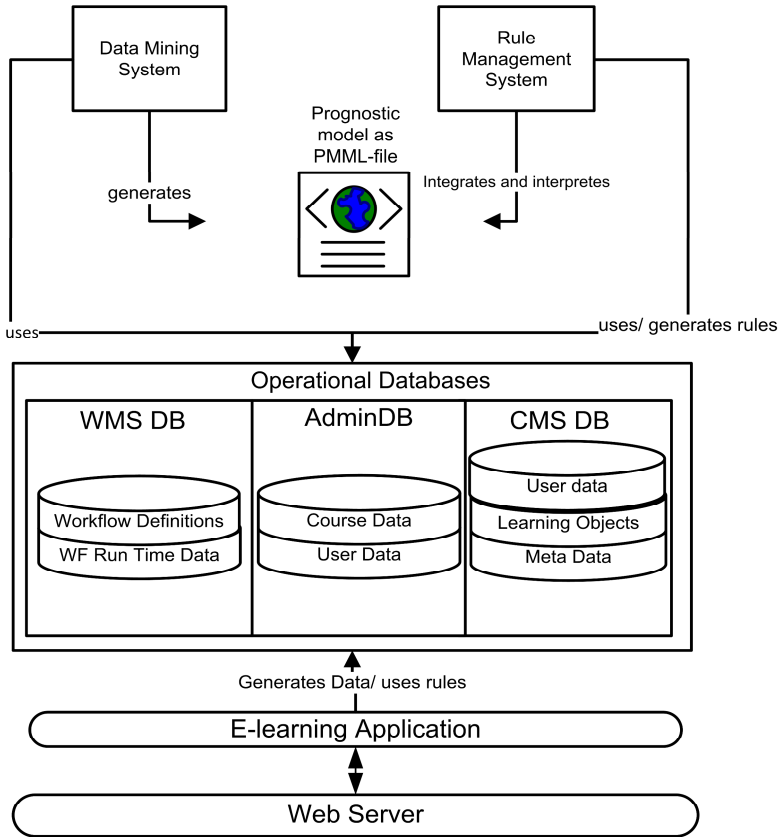 Data Mining
System
Rule
Management
System
Prognostic
model as
PMML-file
generates
Integrates and interpretes
uses
uses/ generates rules
Operational Databases
WMS DB
AdminDB
CMS DB
User data
Workflow Definitions
Course Data
Learning Objects
WF Run Time Data
User Data
Meta Data
Generates Data/ uses rules
E-learning Application
Web Server